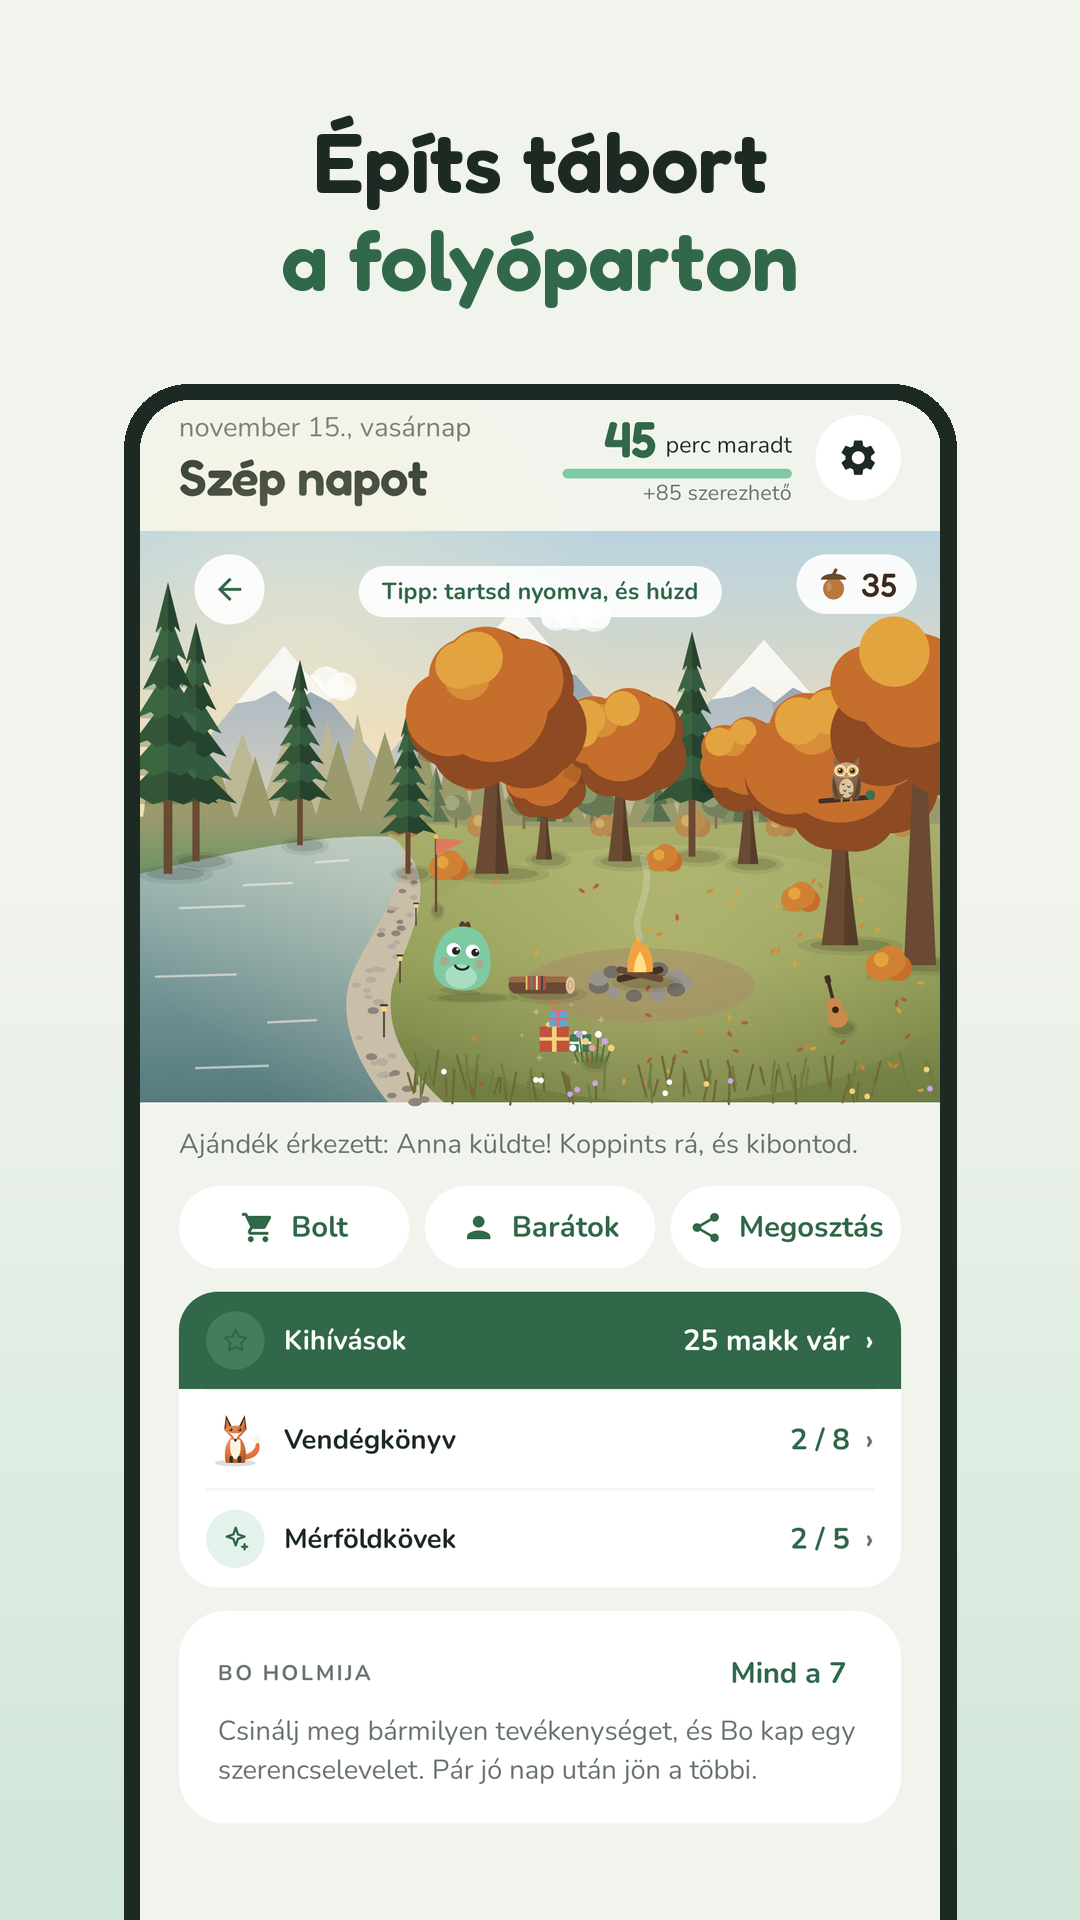 Építs tábort
a folyóparton
november 15., vasárnap
Szép napot
45 perc maradt
+85 szerezhető
Tipp: tartsd nyomva, és húzd
35
Ajándék érkezett: Anna küldte! Koppints rá, és kibontod.
Bolt
Barátok
Megosztás
Kihívások
25 makk vár ›
Vendégkönyv
2 / 8 ›
Mérföldkövek
2 / 5 ›
BO HOLMIJA
Mind a 7
Csinálj meg bármilyen tevékenységet, és Bo kap egy
szerencselevelet. Pár jó nap után jön a többi.